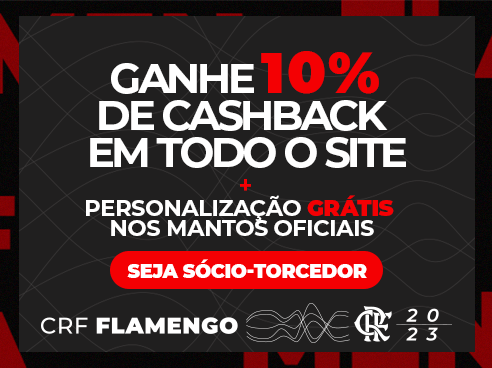 GANHE 10%
DE CASHBACK
EM TODO O SITE
+
PERSONALIZAÇÃO GRÁTIS
NOS MANTOS OFICIAIS
SEJA SÓCIO-TORCEDOR
CRF FLAMENGO CRF 20
23